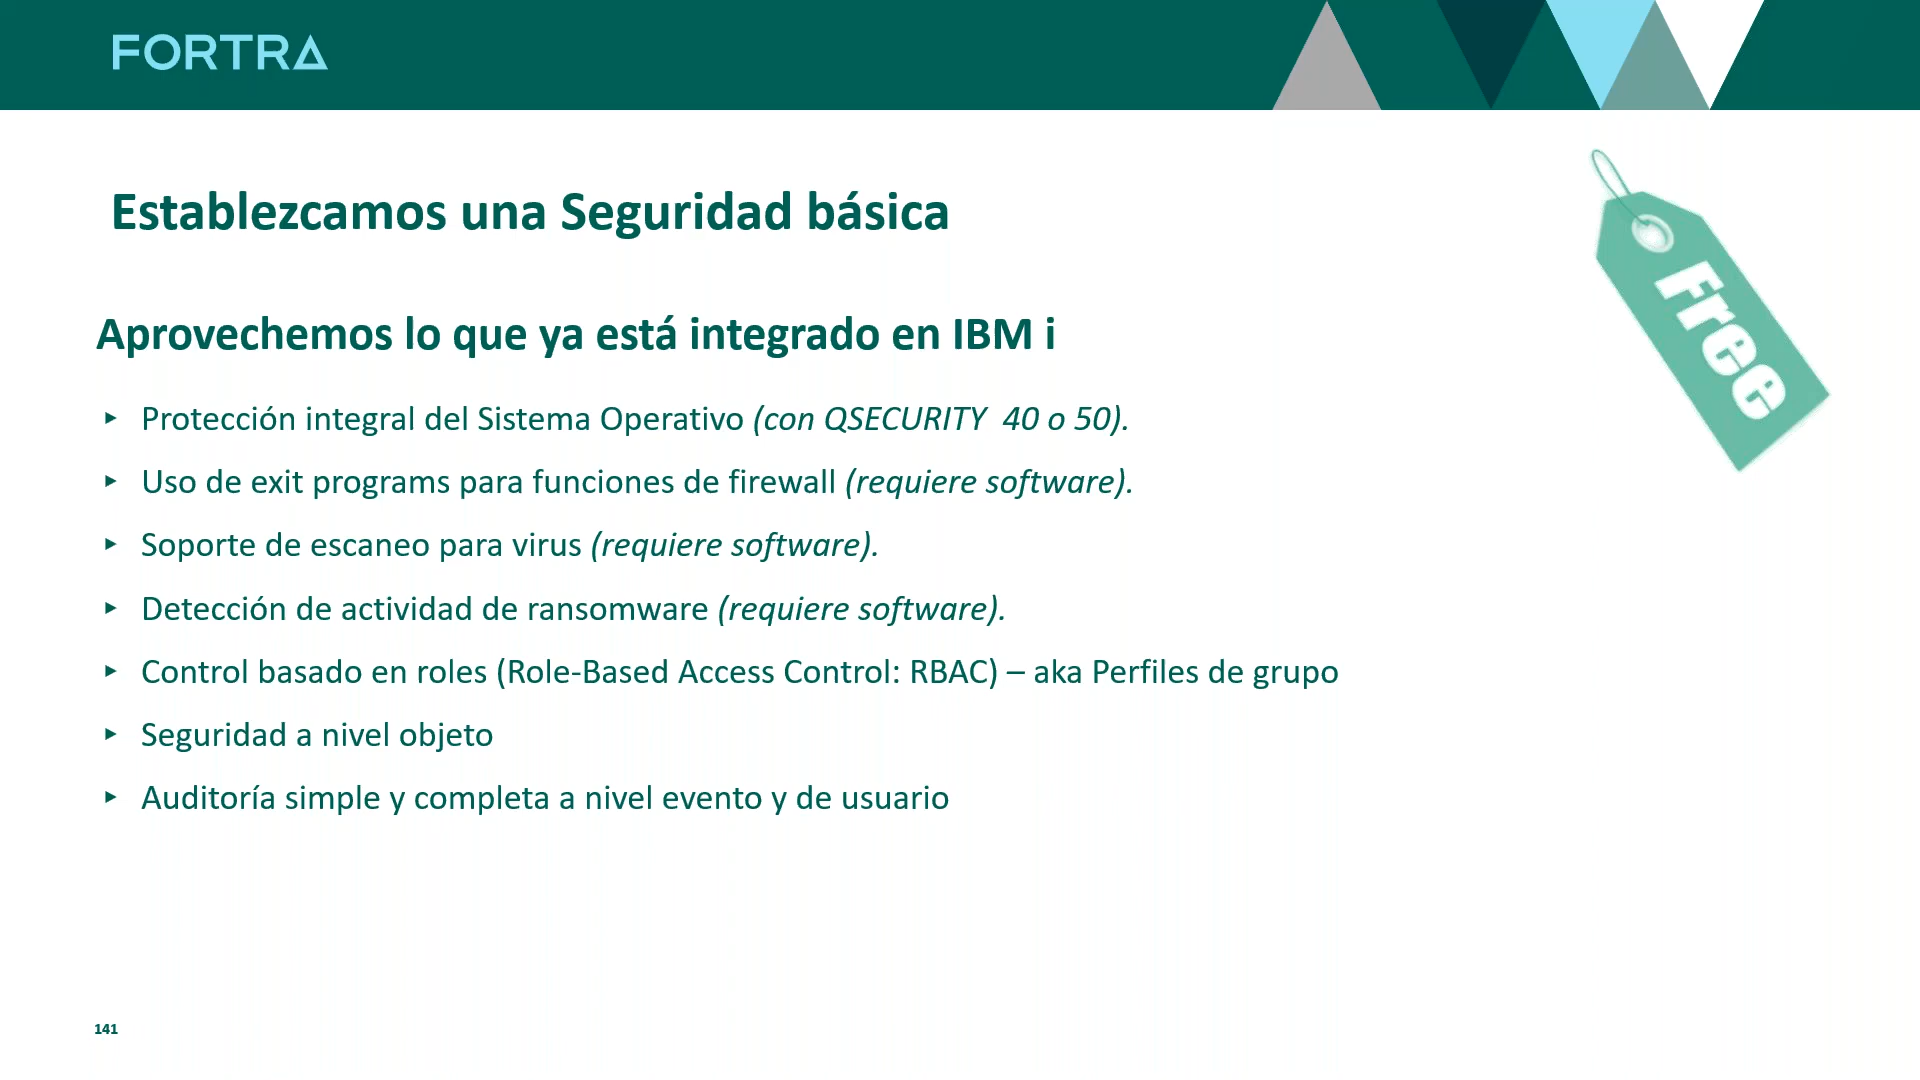 FORTRA
Establezcamos una Seguridad básica
Free
Aprovechemos lo que ya está integrado en IBM i
‣ Protección integral del Sistema Operativo (con QSECURITY  40 o 50).
‣ Uso de exit programs para funciones de firewall (requiere software).
‣ Soporte de escaneo para virus (requiere software).
‣ Detección de actividad de ransomware (requiere software).
‣ Control basado en roles (Role-Based Access Control: RBAC) – aka Perfiles de grupo
‣ Seguridad a nivel objeto
‣ Auditoría simple y completa a nivel evento y de usuario
141